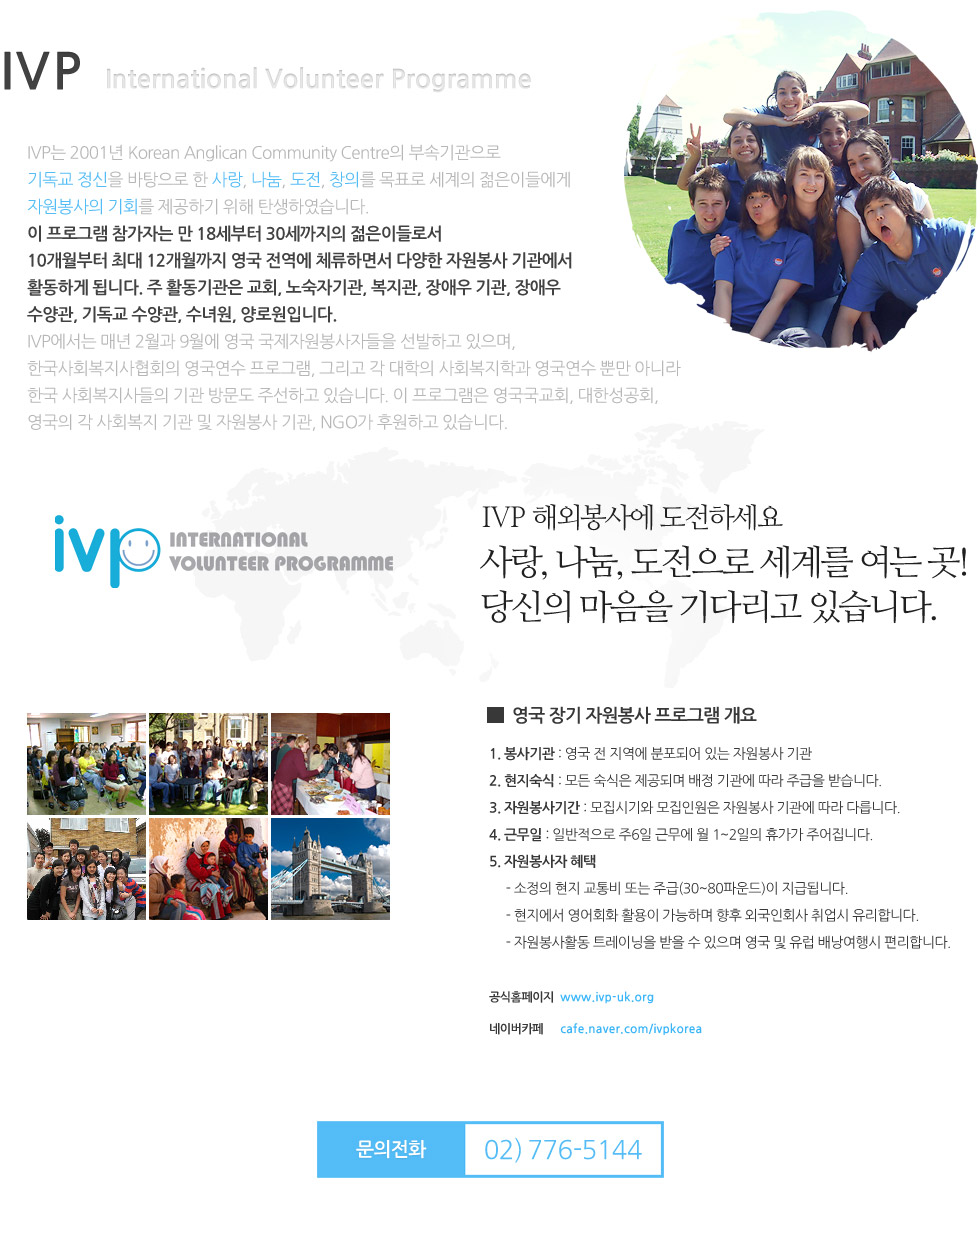 IVP International Volunteer Programme
IVP는 2001년 Korean Anglican Community Centre의 부속기관으로
기독교 정신을 바탕으로 한 사랑, 나눔, 도전, 창의를 목표로 세계의 젊은이들에게
자원봉사의 기회를 제공하기 위해 탄생하였습니다.
이 프로그램 참가자는 만 18세부터 30세까지의 젊은이들로서
10개월부터 최대 12개월까지 영국 전역에 체류하면서 다양한 자원봉사 기관에서
활동하게 됩니다. 주 활동기관은 교회, 노숙자기관, 복지관, 장애우 기관, 장애우
수양관, 기독교 수양관, 수녀원, 양로원입니다.
IVP에서는 매년 2월과 9월에 영국 국제자원봉사자들을 선발하고 있으며,
한국사회복지사협회의 영국연수 프로그램, 그리고 각 대학의 사회복지학과 영국연수 뿐만 아니라
한국 사회복지사들의 기관 방문도 주선하고 있습니다. 이 프로그램은 영국국교회, 대한성공회,
영국의 각 사회복지 기관 및 자원봉사 기관, NGO가 후원하고 있습니다.
ivp INTERNATIONAL
VOLUNTEER PROGRAMME
IVP 해외봉사에 도전하세요
사랑, 나눔, 도전으로 세계를 여는 곳!
당신의 마음을 기다리고 있습니다.
■ 영국 장기 자원봉사 프로그램 개요
1. 봉사기관 : 영국 전 지역에 분포되어 있는 자원봉사 기관
2. 현지숙식 : 모든 숙식은 제공되며 배정 기관에 따라 주급을 받습니다.
3. 자원봉사기간 : 모집시기와 모집인원은 자원봉사 기관에 따라 다릅니다.
4. 근무일 : 일반적으로 주6일 근무에 월 1~2일의 휴가가 주어집니다.
5. 자원봉사자 혜택
- 소정의 현지 교통비 또는 주급(30~80파운드)이 지급됩니다.
- 현지에서 영어회화 활용이 가능하며 향후 외국인회사 취업시 유리합니다.
- 자원봉사활동 트레이닝을 받을 수 있으며 영국 및 유럽 배낭여행시 편리합니다.
공식홈페이지 www.ivp-uk.org
네이버카페 cafe.naver.com/ivpkorea
문의전화 02) 776-5144